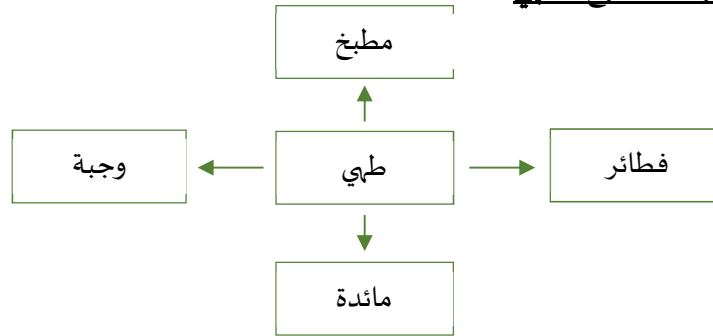 مطبخ
فطائر
طهي
وجبة
مائدة